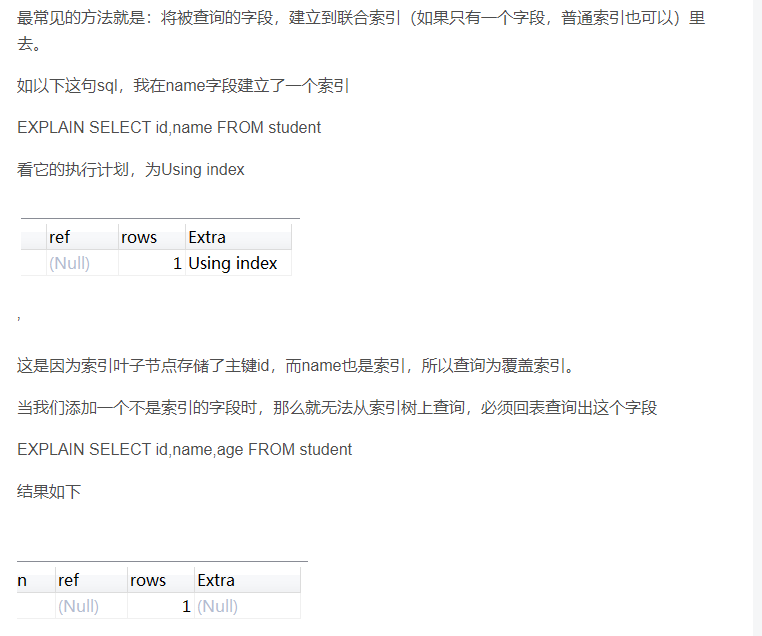 最常见的方法就是：将被查询的字段，建立到联合索引（如果只有一个字段，普通索引也可以）里
去。
如以下这句sql，我在name字段建立了一个索引
EXPLAIN SELECT id,name FROM student
看它的执行计划，为Using index
ref rows Extra
(Null) 1 Using index
,
这是因为索引叶子节点存储了主键id，而name也是索引，所以查询为覆盖索引。
当我们添加一个不是索引的字段时，那么就无法从索引树上查询，必须回表查询出这个字段
EXPLAIN SELECT id,name,age FROM student
结果如下
n ref rows Extra
(Null) 1 (Null)